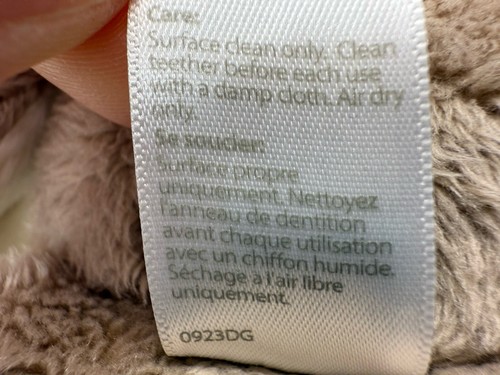 Care:
Surface clean only. Clean
teether before each use
with a damp cloth. Air dry
only.
Se soucier:
Surface propre
uniquement. Nettoyez
l'anneau de dentition
avant chaque utilisation
avec un chiffon humide.
Séchage à l'air libre
uniquement.
0923DG